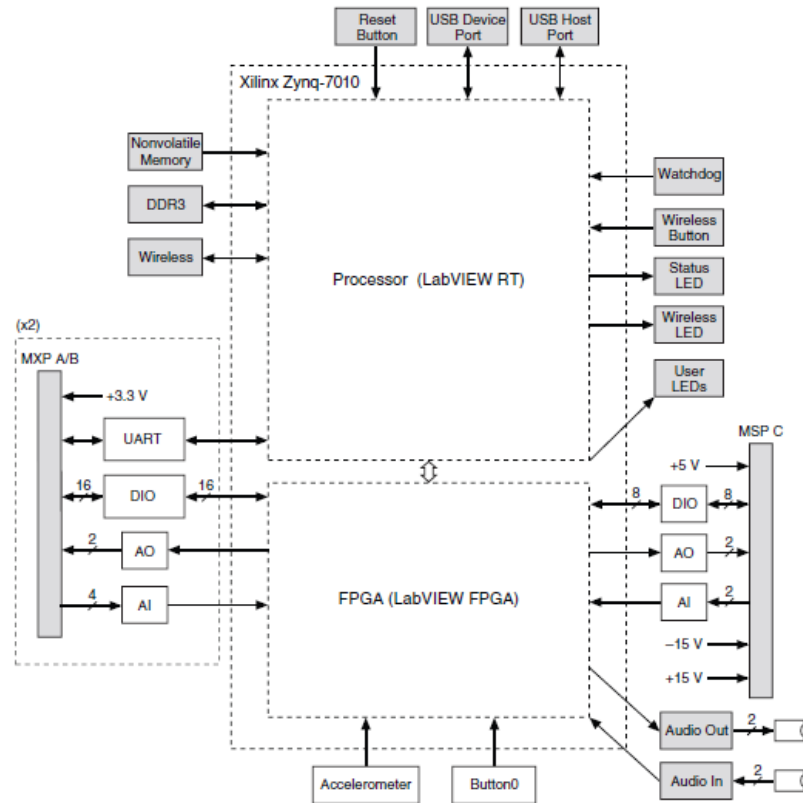 Reset
Button
USB Device
Port
USB Host
Port
Xilinx Zynq-7010
Nonvolatile
Memory
DDR3
Wireless
Processor (LabVIEW RT)
Watchdog
Wireless
Button
Status
LED
Wireless
LED
User
LEDs
(x2)
MXP A/B
+3.3 V
UART
16
DIO
16
2
AO
4
AI
FPGA (LabVIEW FPGA)
MSP C
+5 V
8
DIO
8
AO
2
AI
2
–15 V
+15 V
Audio Out
2
Audio In
2
Accelerometer
Button0